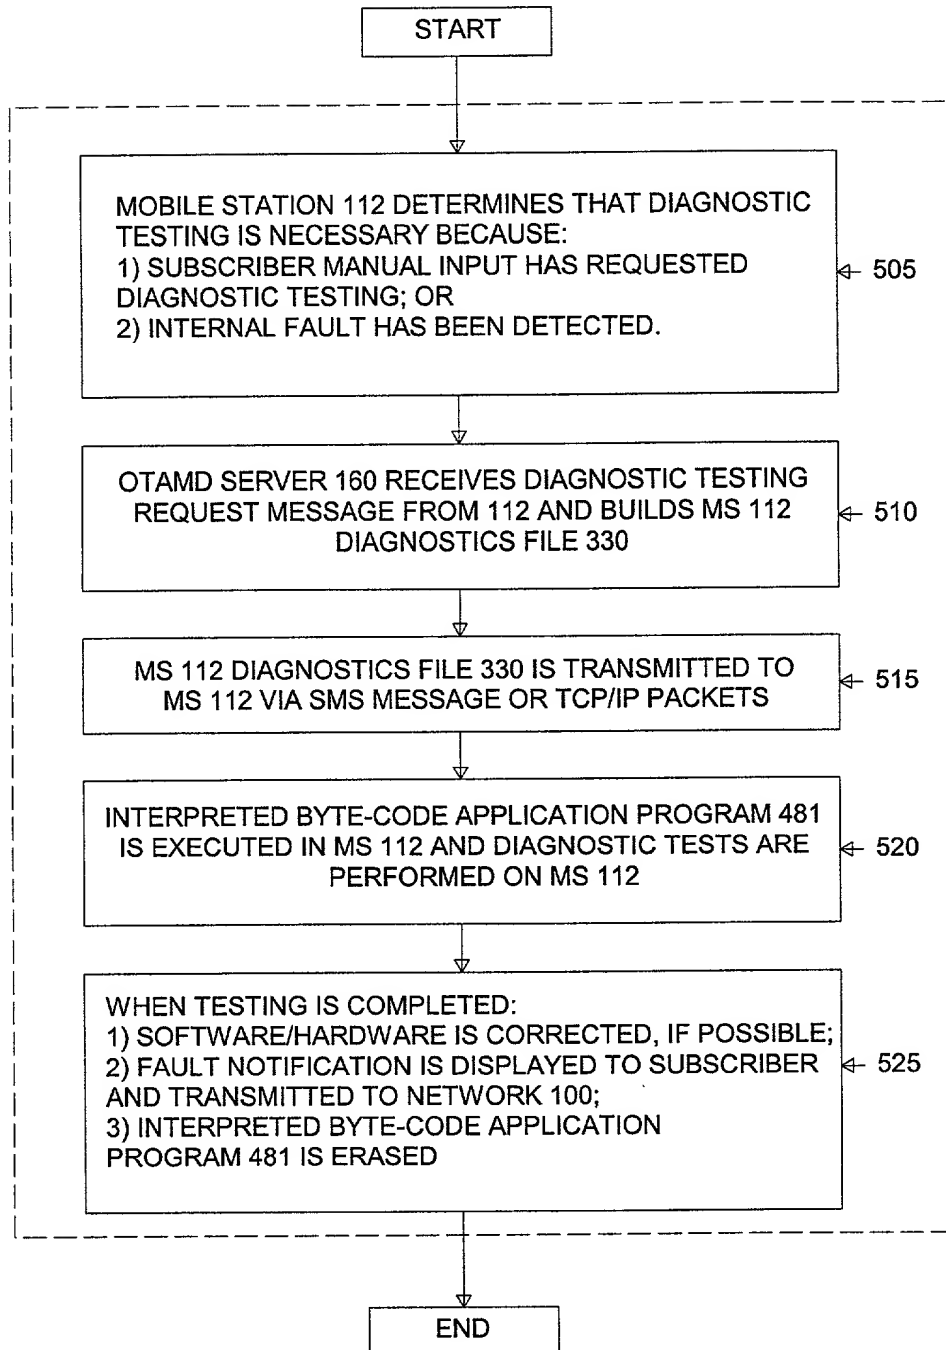 START
MOBILE STATION 112 DETERMINES THAT DIAGNOSTIC
TESTING IS NECESSARY BECAUSE:
1) SUBSCRIBER MANUAL INPUT HAS REQUESTED
DIAGNOSTIC TESTING; OR
2) INTERNAL FAULT HAS BEEN DETECTED.
505
OTAMD SERVER 160 RECEIVES DIAGNOSTIC TESTING
REQUEST MESSAGE FROM 112 AND BUILDS MS 112
DIAGNOSTICS FILE 330
510
MS 112 DIAGNOSTICS FILE 330 IS TRANSMITTED TO
MS 112 VIA SMS MESSAGE OR TCP/IP PACKETS
515
INTERPRETED BYTE-CODE APPLICATION PROGRAM 481
IS EXECUTED IN MS 112 AND DIAGNOSTIC TESTS ARE
PERFORMED ON MS 112
520
WHEN TESTING IS COMPLETED:
1) SOFTWARE/HARDWARE IS CORRECTED, IF POSSIBLE;
2) FAULT NOTIFICATION IS DISPLAYED TO SUBSCRIBER
AND TRANSMITTED TO NETWORK 100;
3) INTERPRETED BYTE-CODE APPLICATION
PROGRAM 481 IS ERASED
525
END